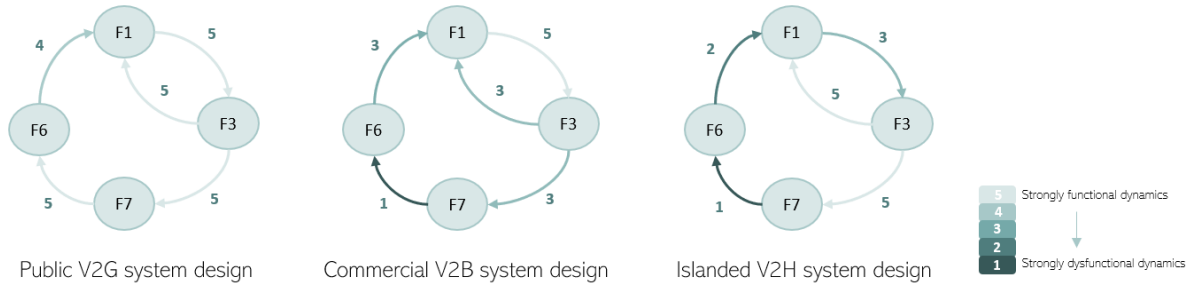 F1
5
4
5
F6
F3
5
5
F7
Public V2G system design
F1
5
3
3
F6
F3
1
3
F7
Commercial V2B system design
F1
3
2
5
F6
F3
1
5
F7
Islanded V2H system design
5 Strongly functional dynamics
4
3
2
1 Strongly dysfunctional dynamics